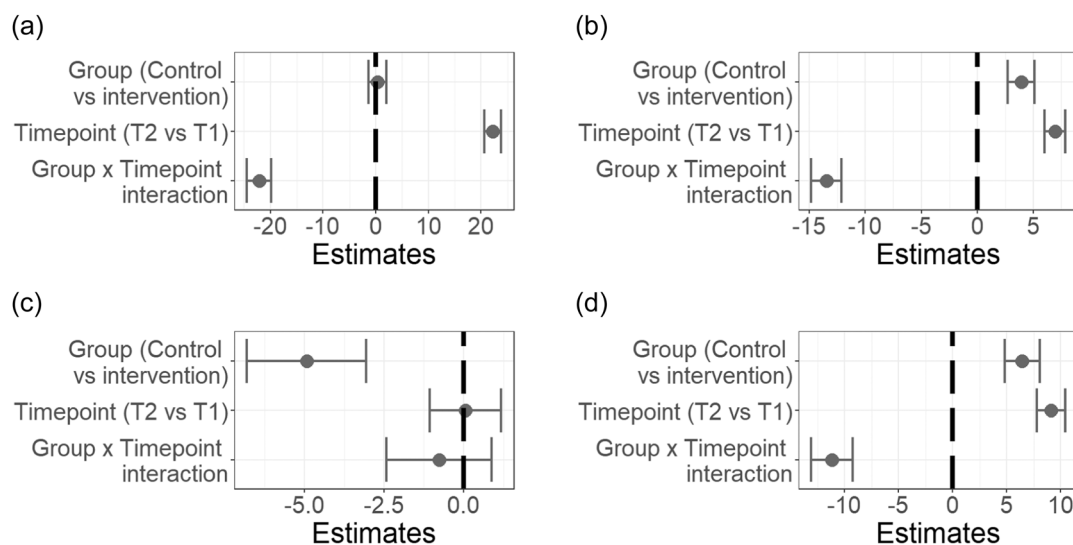 (a)
Group (Control
vs intervention)
Timepoint (T2 vs T1)
Group x Timepoint
interaction
-20 -10 0 10 20
Estimates
(b)
Group (Control
vs intervention)
Timepoint (T2 vs T1)
Group x Timepoint
interaction
-15 -10 -5 0 5
Estimates
(c)
Group (Control
vs intervention)
Timepoint (T2 vs T1)
Group x Timepoint
interaction
-5.0 -2.5 0.0
Estimates
(d)
Group (Control
vs intervention)
Timepoint (T2 vs T1)
Group x Timepoint
interaction
-10 -5 0 5 10
Estimates